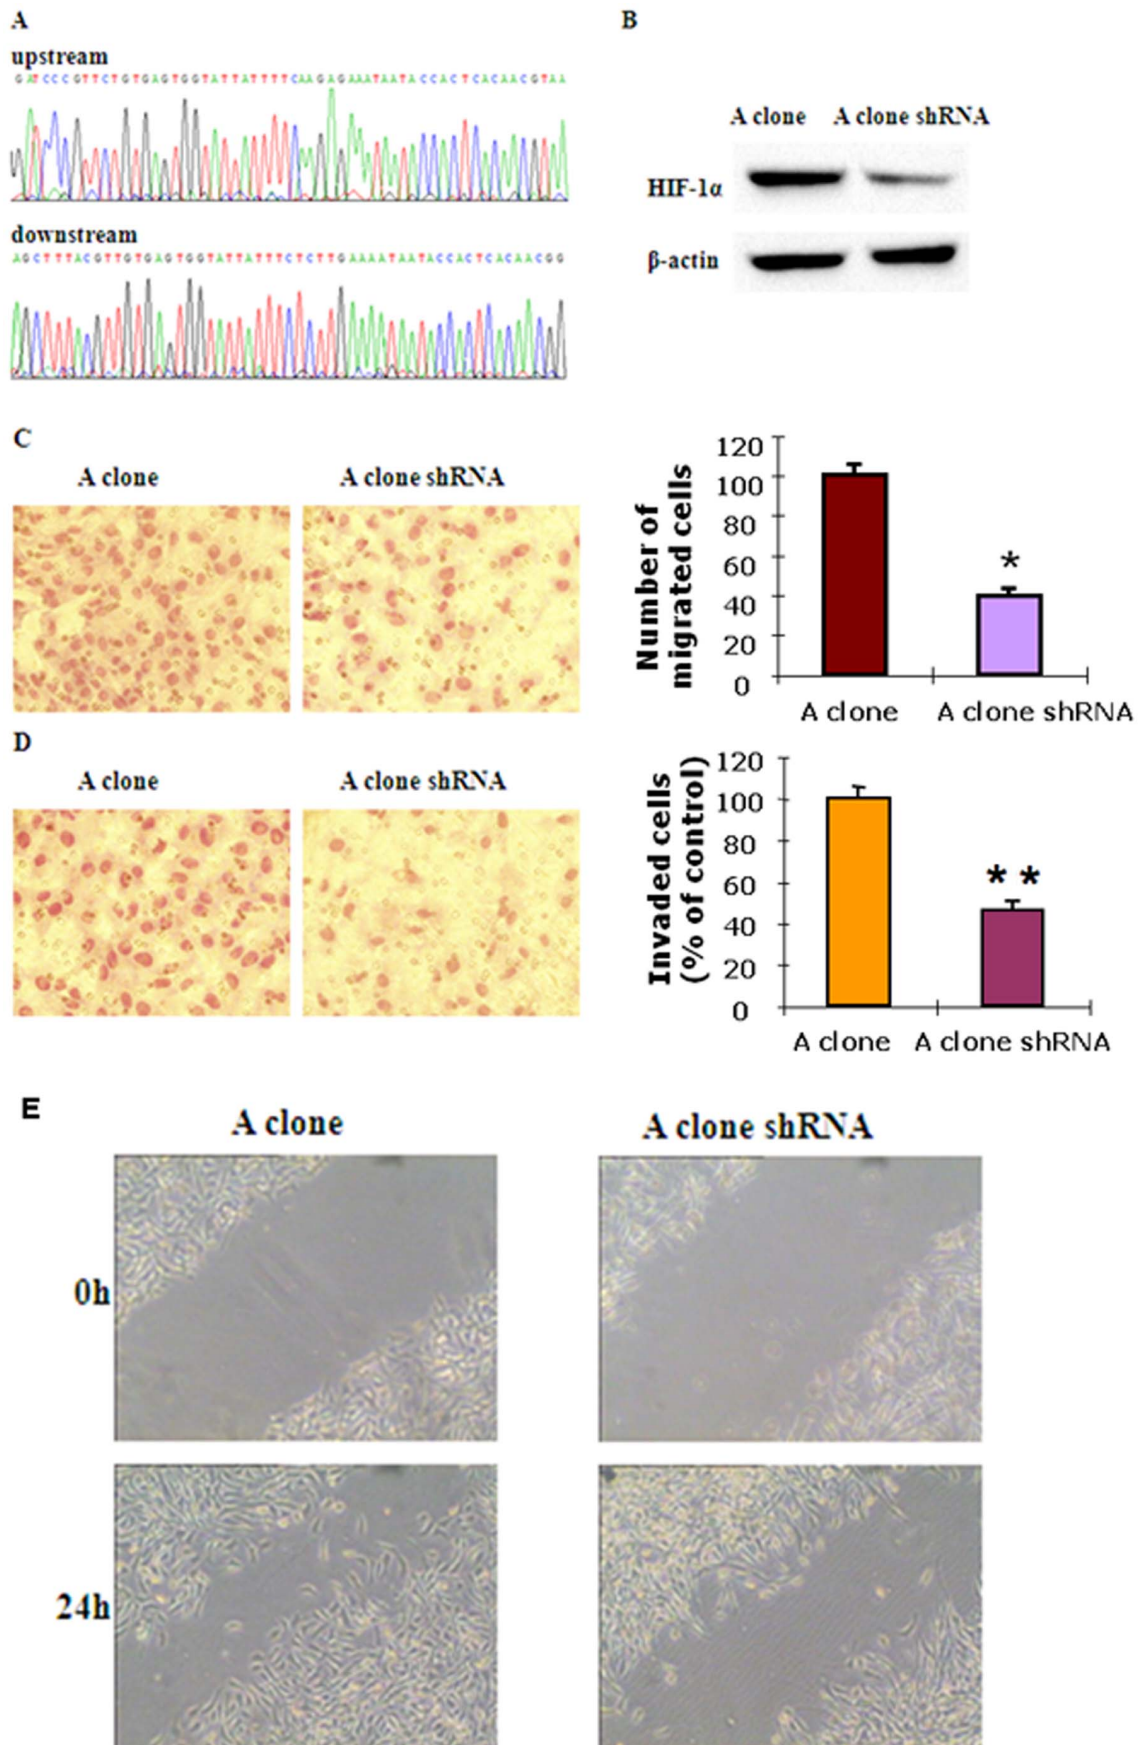 A
upstream
GATCCCGTTCTGTGAGTGGTATTATTTTCAAGAGAAATAATACCACTCACAACGTAA
downstream
AGCTTTACGTTGTGAGTGGTATTATTTCTCTTGAAAATAATACCACTCACAACGG
B
A clone A clone shRNA
HIF-1α
β-actin
C
A clone A clone shRNA
Number of
migrated cells
120
100
80
60
40
20
0
*
A clone A clone shRNA
D
A clone A clone shRNA
Invaded cells
(% of control)
120
100
80
60
40
20
0
* *
A clone A clone shRNA
E
A clone A clone shRNA
0h
24h